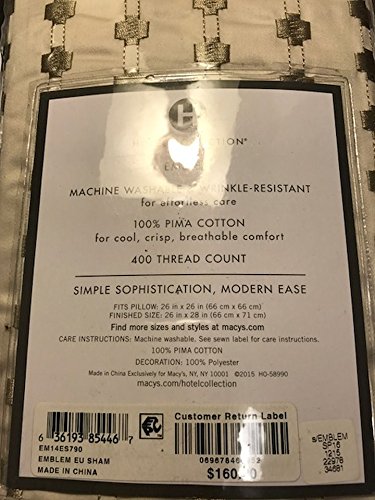 H
MACHINE WASHABLE WRINKLE-RESISTANT
for effortless care
100% PIMA COTTON
for cool, crisp, breathable comfort
400 THREAD COUNT
SIMPLE SOPHISTICATION, MODERN EASE
FITS PILLOW: 26 in x 26 in (66 cm x 66 cm)
FINISHED SIZE: 26 in x 28 in (66 cm x 71 cm)
Find more sizes and styles at macys.com
CARE INSTRUCTIONS: Machine washable. See sewn label for care instructions.
100% PIMA COTTON
DECORATION: 100% Polyester
Made in China Exclusively for Macy's, NY, NY 10001 ©2015 HO-58990
macys.com/hotelcollection
6 36193 85446 7
EM14ES790
EMBLEM EU SHAM
MADE IN CHINA
Customer Return Label
s/EMBLEM
SP16
1215
22978
34681